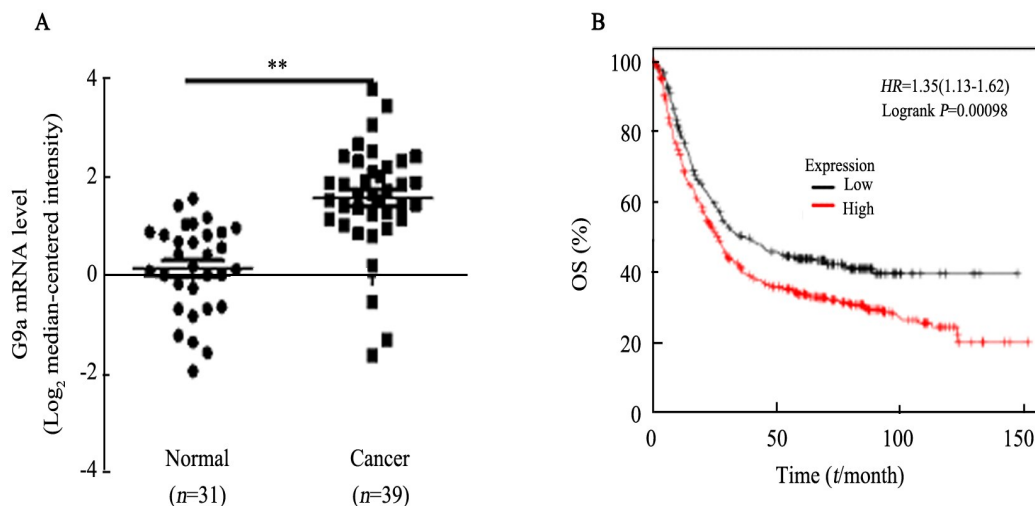 A
**
G9a mRNA level
(Log2 median-centered intensity)
4
2
0
-2
-4
Normal
(n=31)
Cancer
(n=39)
B
HR=1.35(1.13-1.62)
Logrank P=0.00098
Expression
Low
High
OS (%)
100
80
60
40
20
0
0
50
100
150
Time (t/month)